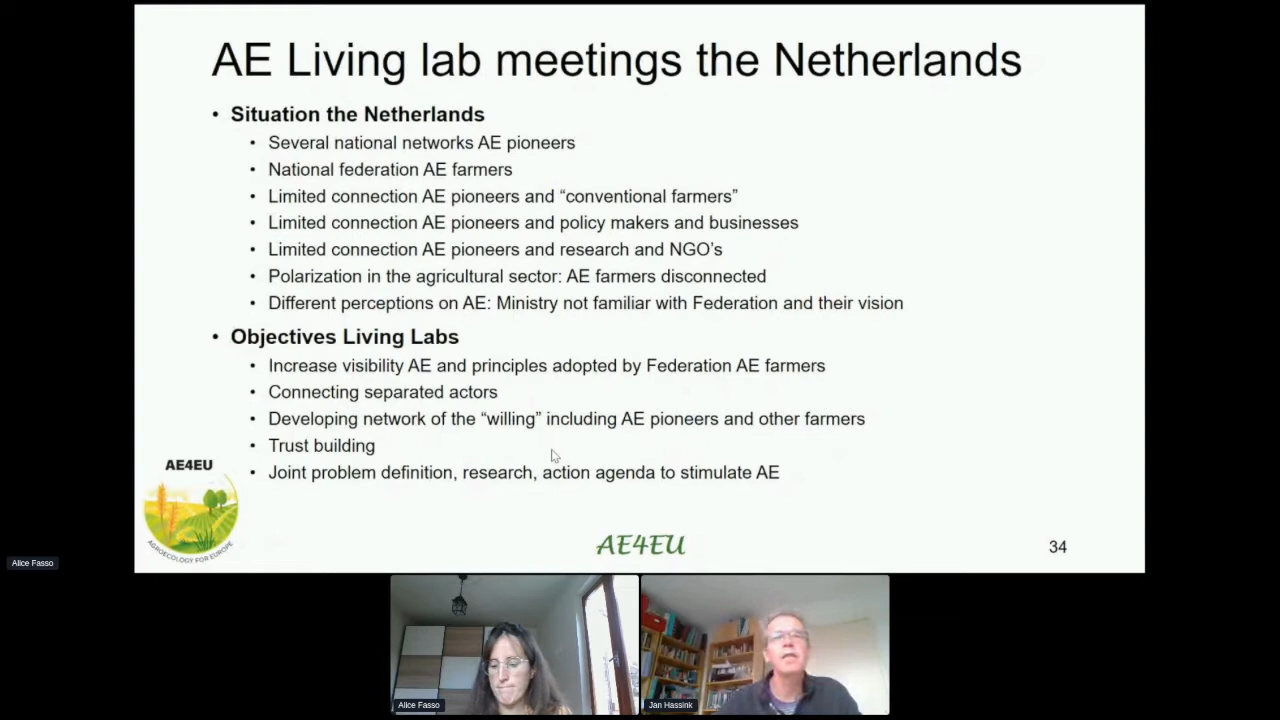 AE Living lab meetings the Netherlands
• Situation the Netherlands
• Several national networks AE pioneers
• National federation AE farmers
• Limited connection AE pioneers and “conventional farmers”
• Limited connection AE pioneers and policy makers and businesses
• Limited connection AE pioneers and research and NGO’s
• Polarization in the agricultural sector: AE farmers disconnected
• Different perceptions on AE: Ministry not familiar with Federation and their vision
• Objectives Living Labs
• Increase visibility AE and principles adopted by Federation AE farmers
• Connecting separated actors
• Developing network of the “willing” including AE pioneers and other farmers
• Trust building
• Joint problem definition, research, action agenda to stimulate AE
AE4EU
AGROECOLOGY FOR EUROPE
AE4EU
34
Alice Fasso
Alice Fasso
Jan Hassink